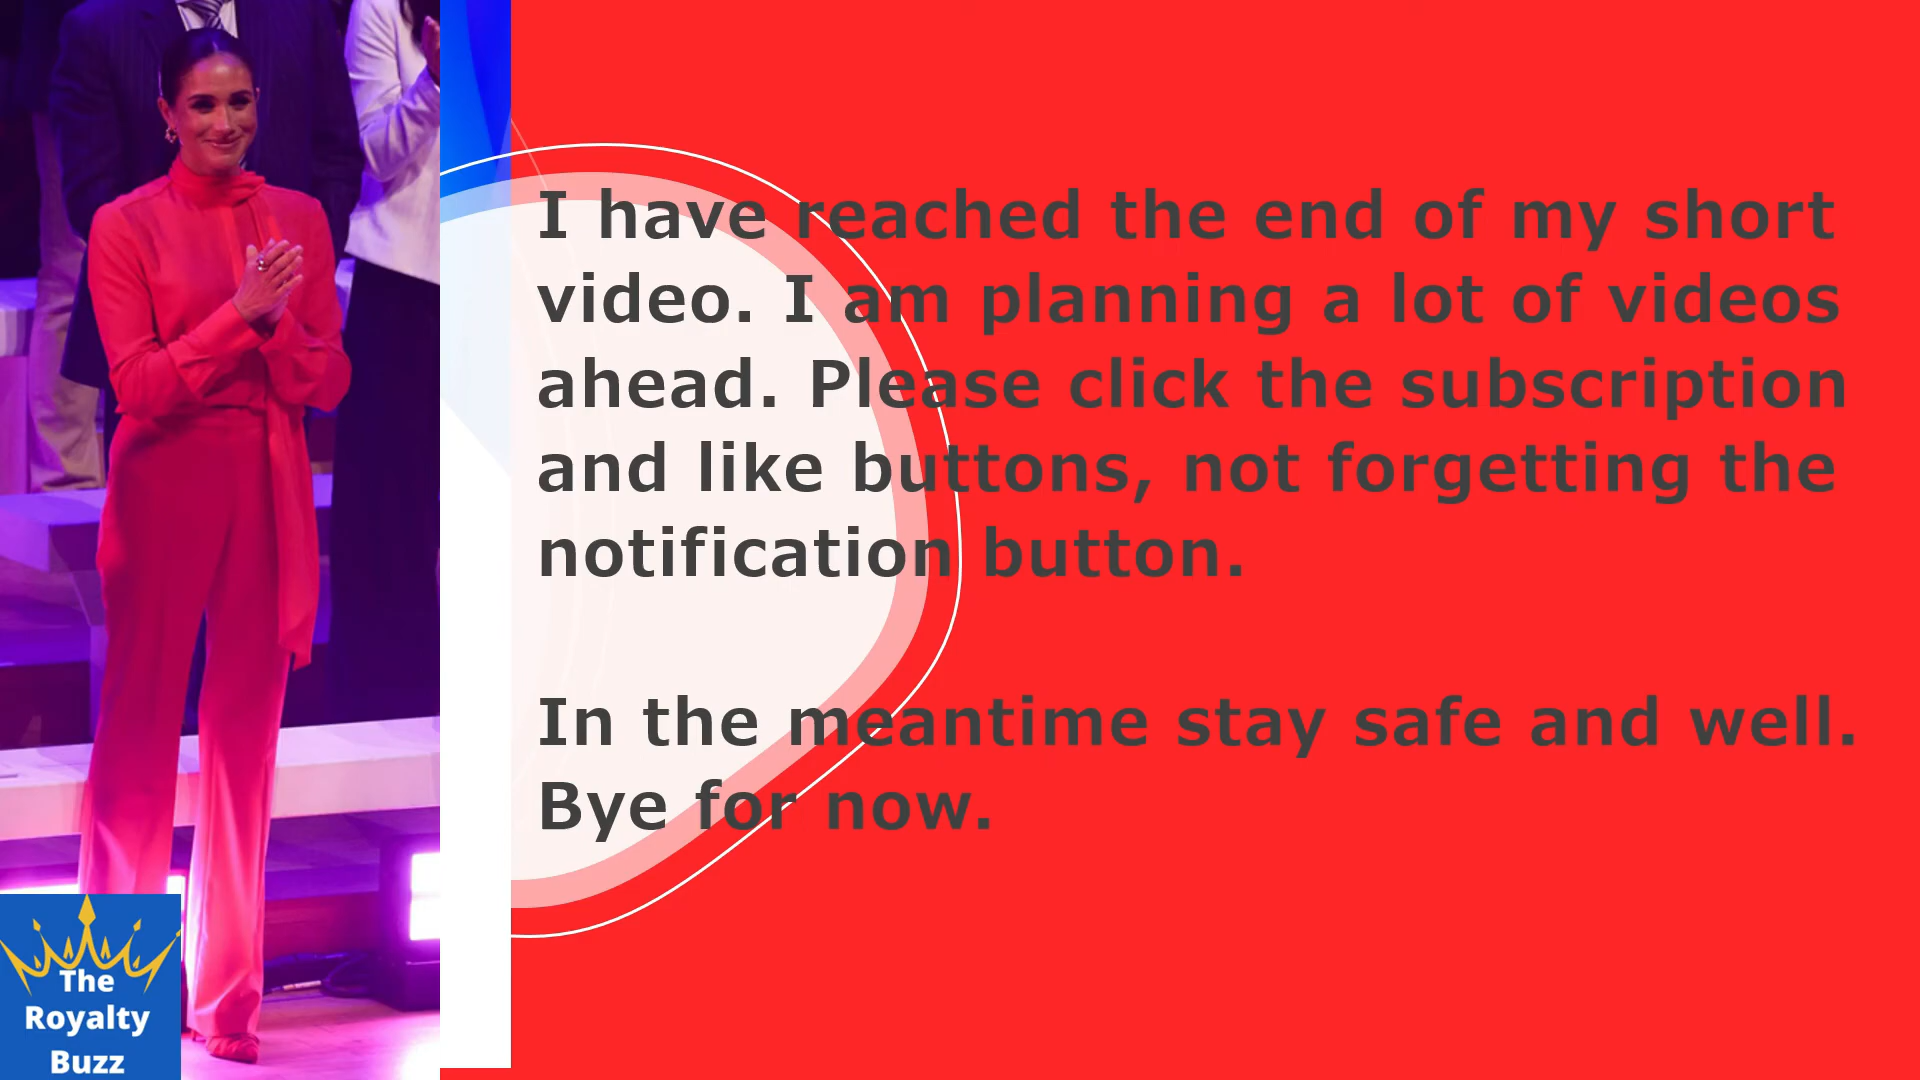 I have reached the end of my short
video. I am planning a lot of videos
ahead. Please click the subscription
and like buttons, not forgetting the
notification button.
In the meantime stay safe and well.
Bye for now.
The
Royalty
Buzz